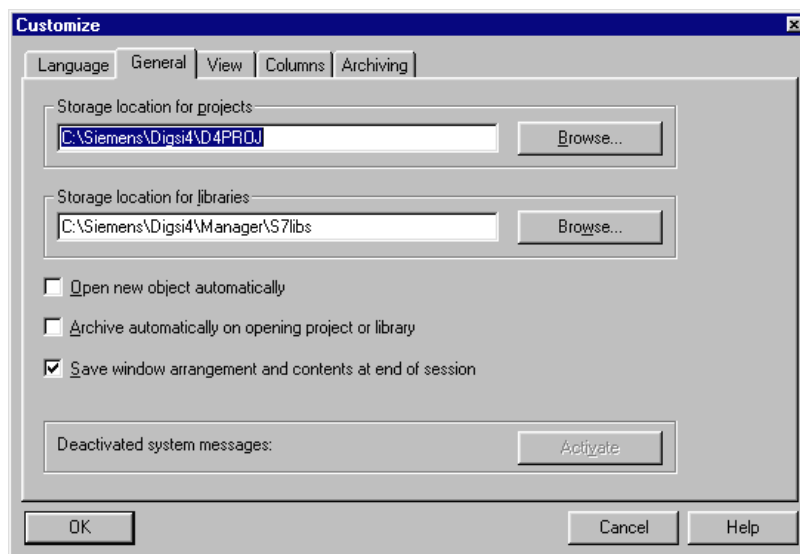 Customize
Language General View Columns Archiving
Storage location for projects
C:\Siemens\Digsi4\D4PROJ Browse...
Storage location for libraries
C:\Siemens\Digsi4\Manager\S7libs Browse...
Open new object automatically
Archive automatically on opening project or library
Save window arrangement and contents at end of session
Deactivated system messages: Activate
OK Cancel Help